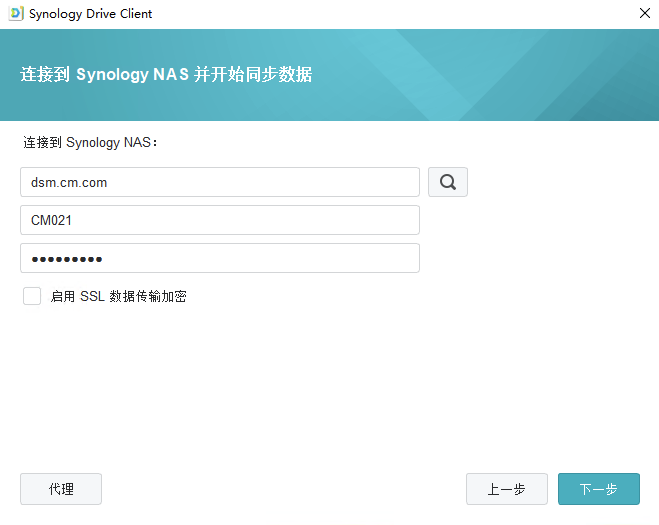 Synology Drive Client
连接到 Synology NAS 并开始同步数据
连接到 Synology NAS：
dsm.cm.com
CM021
●●●●●●●●●
启用 SSL 数据传输加密
代理
上一步
下一步